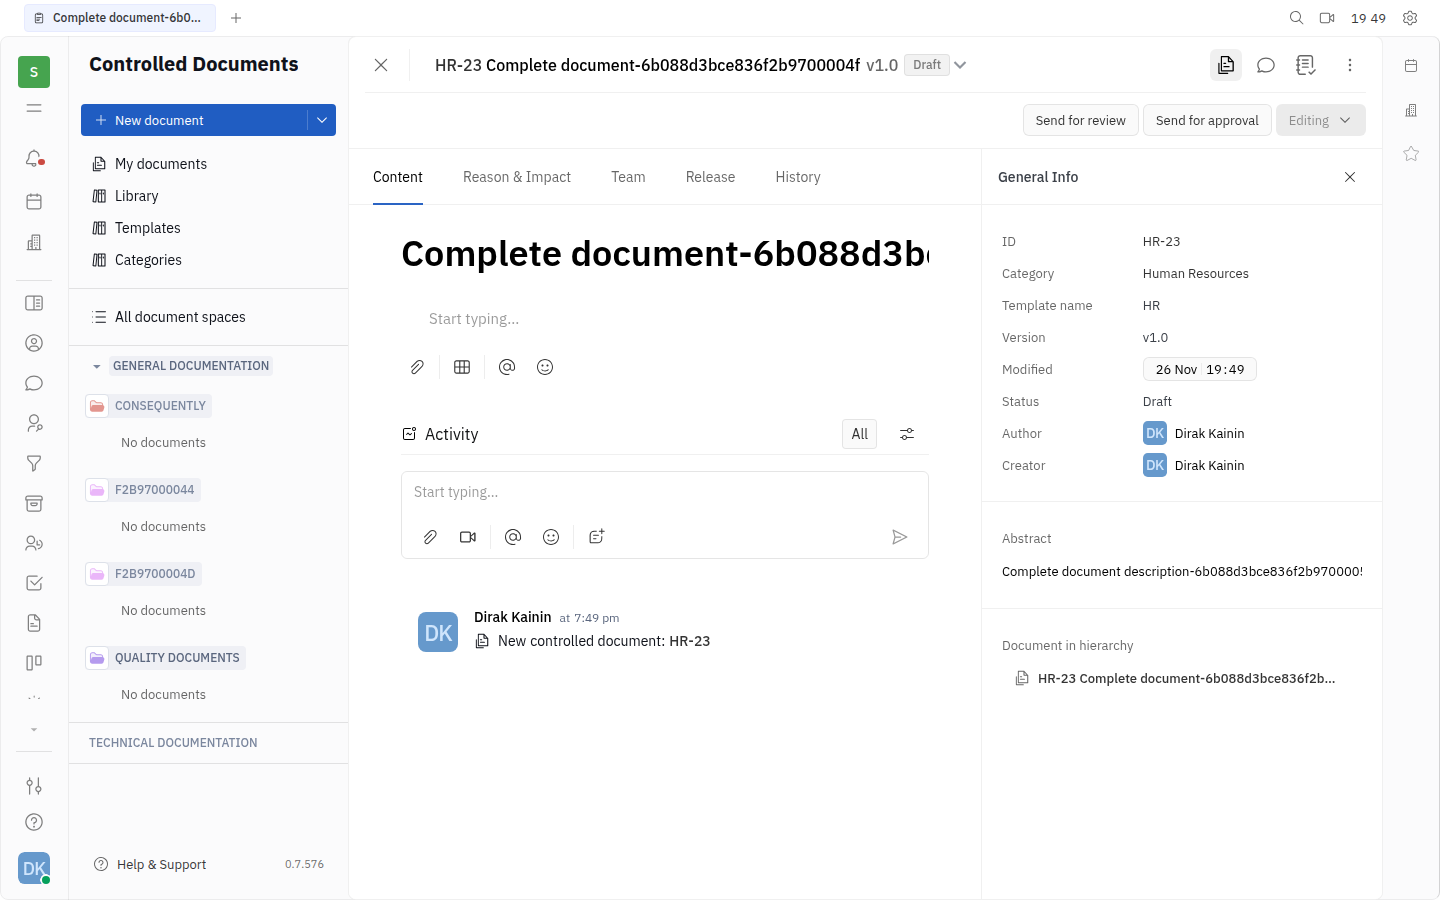 Complete document-6b0...
19 49
S
Controlled Documents
New document
My documents
Library
Templates
Categories
All document spaces
GENERAL DOCUMENTATION
CONSEQUENTLY
No documents
F2B97000044
No documents
F2B9700004D
No documents
QUALITY DOCUMENTS
No documents
TECHNICAL DOCUMENTATION
Help & Support
0.7.576
DK
HR-23 Complete document-6b088d3bce836f2b9700004f v1.0 Draft
Send for review
Send for approval
Editing
Content
Reason & Impact
Team
Release
History
Complete document-6b088d3b
Start typing...
Activity
All
Start typing...
DK
Dirak Kainin at 7:49 pm
New controlled document: HR-23
General Info
ID HR-23
Category Human Resources
Template name HR
Version v1.0
Modified 26 Nov 19:49
Status Draft
Author DK Dirak Kainin
Creator DK Dirak Kainin
Abstract
Complete document description-6b088d3bce836f2b970000
Document in hierarchy
HR-23 Complete document-6b088d3bce836f2b...